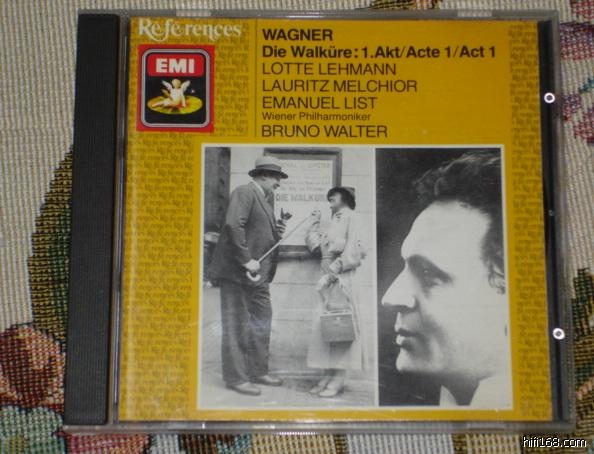 Références
EMI
WAGNER
Die Walküre: 1.Akt/Acte 1/Act 1
LOTTE LEHMANN
LAURITZ MELCHIOR
EMANUEL LIST
Wiener Philharmoniker
BRUNO WALTER
DIE WALKÜRE
hifi168.com